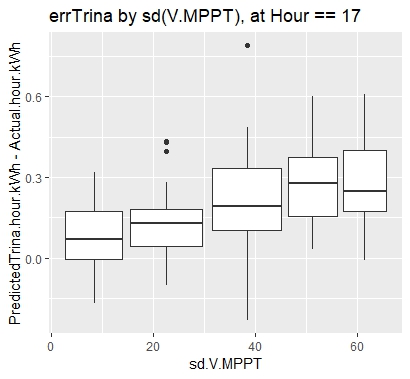 errTrina by sd(V.MPPT), at Hour == 17
PredictedTrina.hour.kWh - Actual.hour.kWh
0.6
0.3
0.0
0 20 40 60
sd.V.MPPT